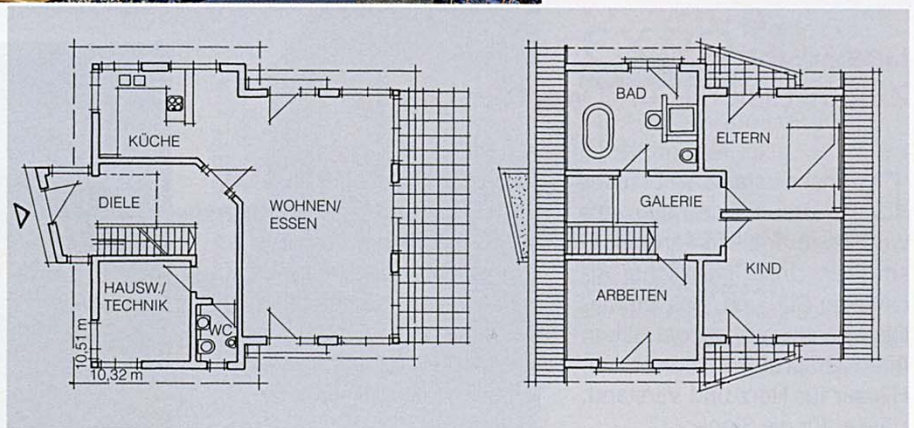 KÜCHE
DIELE
WOHNEN/
ESSEN
HAUSW./
TECHNIK
WC
10,51 m
10,32 m
BAD
ELTERN
GALERIE
KIND
ARBEITEN